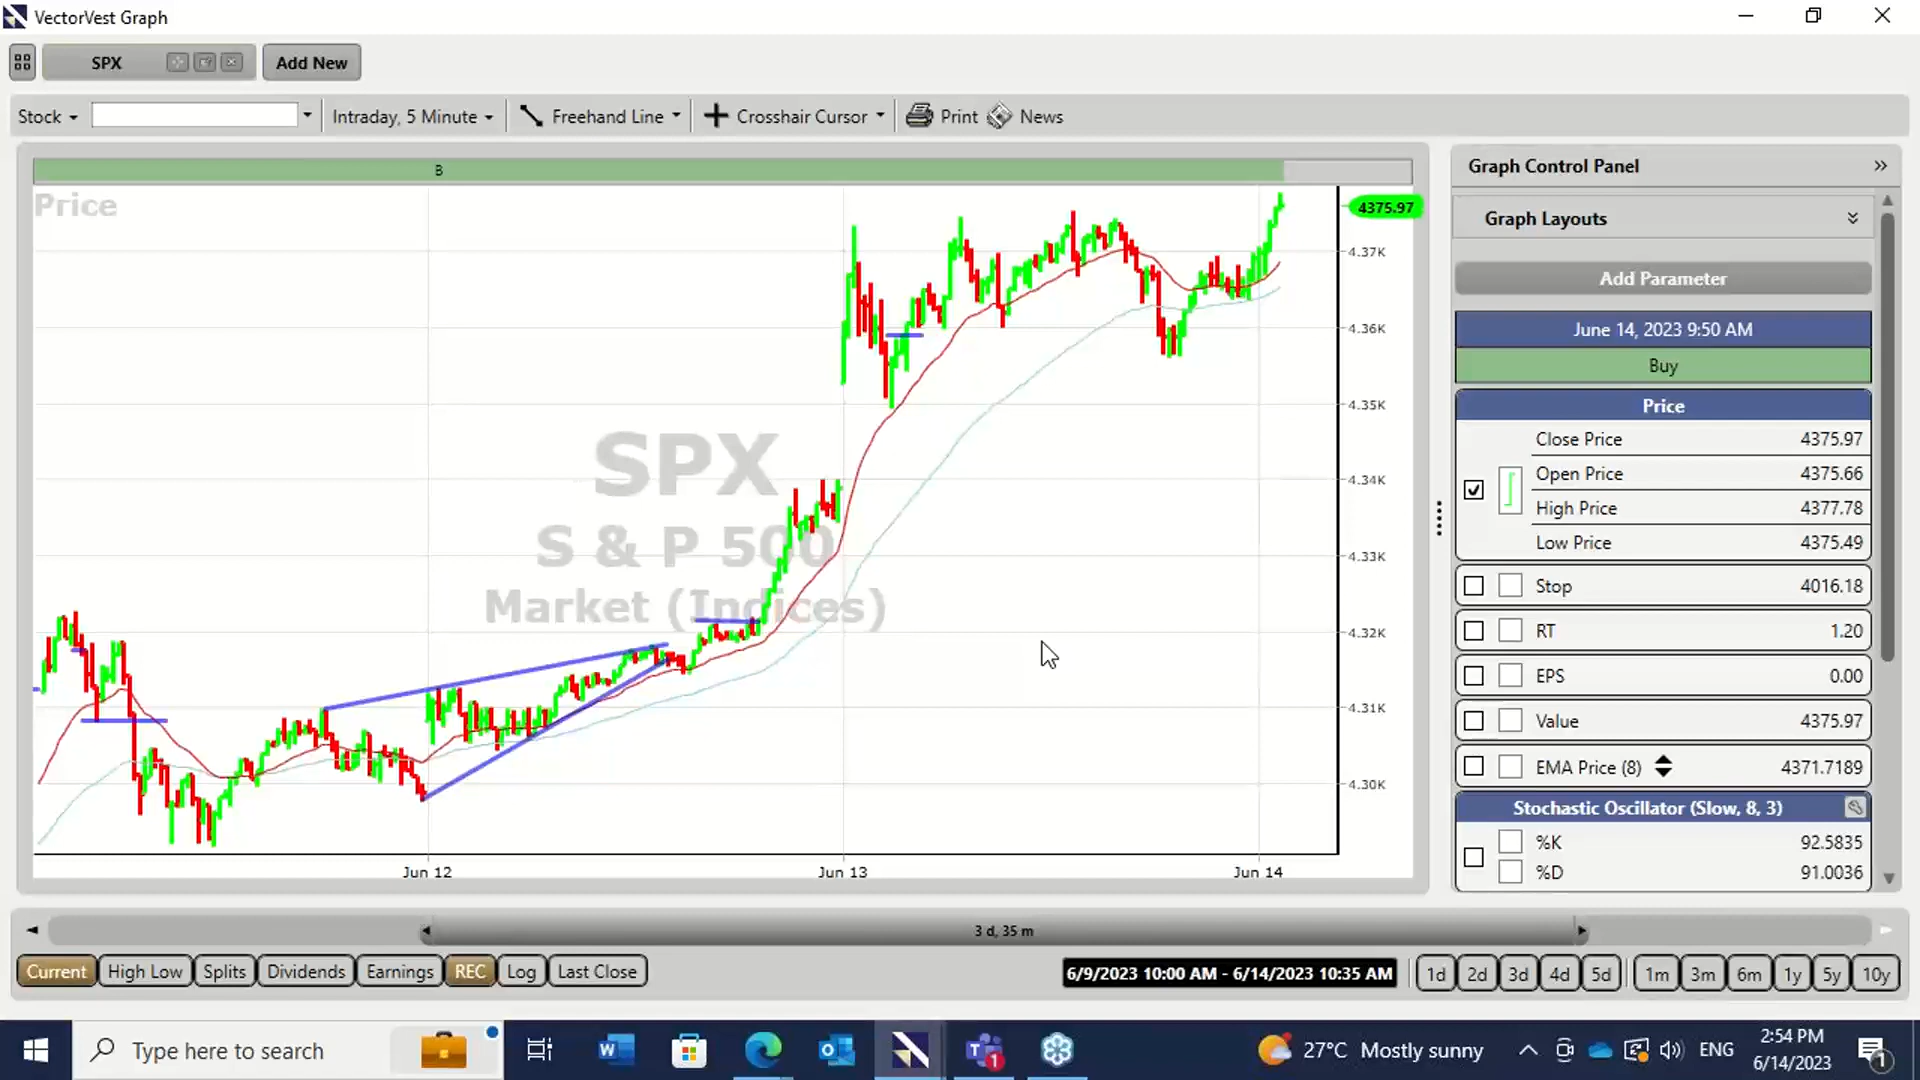 VectorVest Graph
SPX
Add New
Stock
Intraday, 5 Minute
Freehand Line
Crosshair Cursor
Print
News
B
Price
4375.97
4.37K
4.36K
4.35K
4.34K
4.33K
4.32K
4.31K
4.30K
SPX
S & P 500
Market (Indices)
Jun 12
Jun 13
Jun 14
Graph Control Panel
Graph Layouts
Add Parameter
June 14, 2023 9:50 AM
Buy
Price
Close Price 4375.97
Open Price 4375.66
High Price 4377.78
Low Price 4375.49
Stop 4016.18
RT 1.20
EPS 0.00
Value 4375.97
EMA Price (8) 4371.7189
Stochastic Oscillator (Slow, 8, 3)
%K 92.5835
%D 91.0036
3 d, 35 m
Current High Low Splits Dividends Earnings REC Log Last Close
6/9/2023 10:00 AM - 6/14/2023 10:35 AM
1d 2d 3d 4d 5d 1m 3m 6m 1y 5y 10y
Type here to search
27°C Mostly sunny
ENG
2:54 PM
6/14/2023
1
1